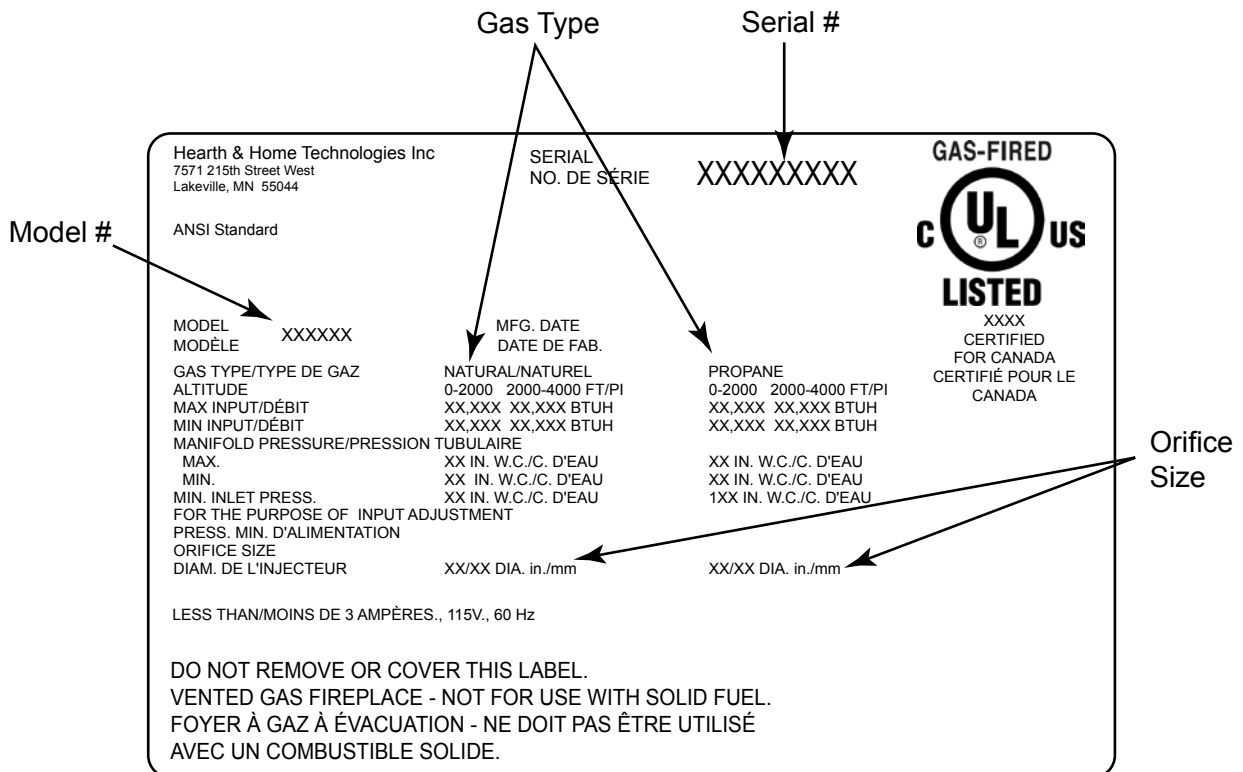 Gas Type
Serial #
Hearth & Home Technologies Inc
7571 215th Street West
Lakeville, MN 55044
SERIAL
NO. DE SÉRIE
XXXXXXXXX
GAS-FIRED
C UL US
®
LISTED
XXXX
CERTIFIED
FOR CANADA
CERTIFIÉ POUR LE
CANADA
Model #
ANSI Standard
MODEL
MODÈLE
XXXXXX
MFG. DATE
DATE DE FAB.
GAS TYPE/TYPE DE GAZ NATURAL/NATUREL PROPANE
ALTITUDE 0-2000 2000-4000 FT/PI 0-2000 2000-4000 FT/PI
MAX INPUT/DÉBIT XX,XXX XX,XXX BTUH XX,XXX XX,XXX BTUH
MIN INPUT/DÉBIT XX,XXX XX,XXX BTUH XX,XXX XX,XXX BTUH
MANIFOLD PRESSURE/PRESSION TUBULAIRE
MAX. XX IN. W.C./C. D'EAU XX IN. W.C./C. D'EAU
MIN. XX IN. W.C./C. D'EAU XX IN. W.C./C. D'EAU
MIN. INLET PRESS. XX IN. W.C./C. D'EAU 1XX IN. W.C./C. D'EAU
FOR THE PURPOSE OF INPUT ADJUSTMENT
PRESS. MIN. D'ALIMENTATION
ORIFICE SIZE
DIAM. DE L'INJECTEUR XX/XX DIA. in./mm XX/XX DIA. in./mm
Orifice
Size
LESS THAN/MOINS DE 3 AMPÈRES., 115V., 60 Hz
DO NOT REMOVE OR COVER THIS LABEL.
VENTED GAS FIREPLACE - NOT FOR USE WITH SOLID FUEL.
FOYER À GAZ À ÉVACUATION - NE DOIT PAS ÊTRE UTILISÉ
AVEC UN COMBUSTIBLE SOLIDE.